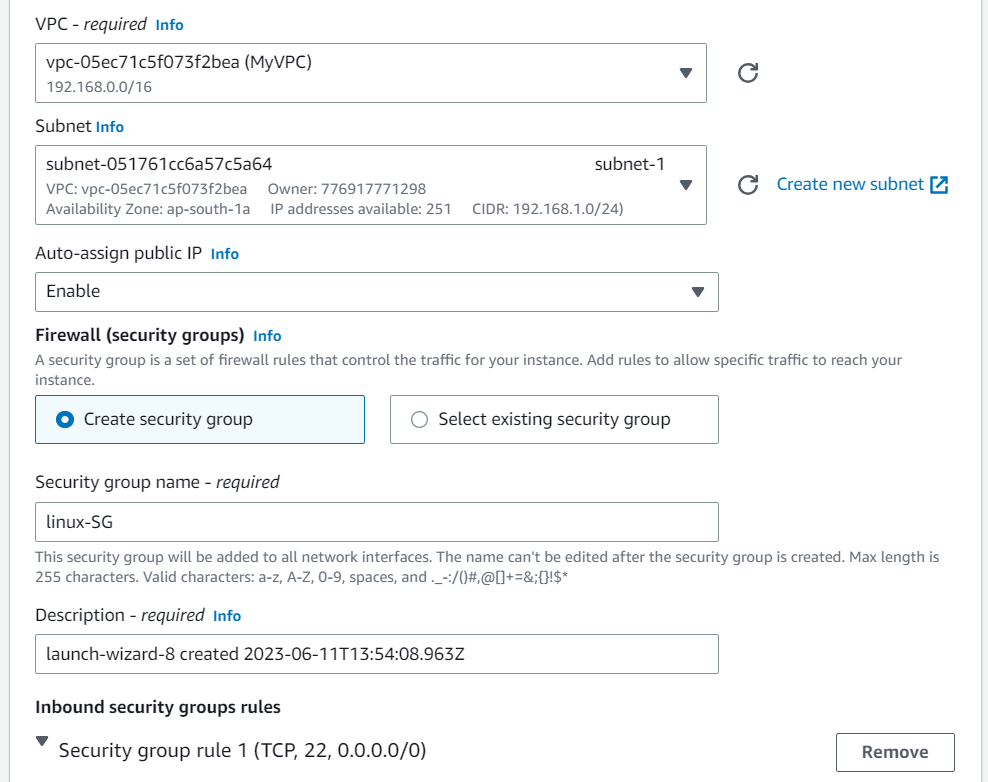 VPC - required Info
vpc-05ec71c5f073f2bea (MyVPC)
192.168.0.0/16
Subnet Info
subnet-051761cc6a57c5a64 subnet-1
VPC: vpc-05ec71c5f073f2bea Owner: 776917771298
Availability Zone: ap-south-1a IP addresses available: 251 CIDR: 192.168.1.0/24)
Create new subnet
Auto-assign public IP Info
Enable
Firewall (security groups) Info
A security group is a set of firewall rules that control the traffic for your instance. Add rules to allow specific traffic to reach your
instance.
Create security group Select existing security group
Security group name - required
linux-SG
This security group will be added to all network interfaces. The name can't be edited after the security group is created. Max length is
255 characters. Valid characters: a-z, A-Z, 0-9, spaces, and ._-:/()#,@[]+=&;{}!$*
Description - required Info
launch-wizard-8 created 2023-06-11T13:54:08.963Z
Inbound security groups rules
Security group rule 1 (TCP, 22, 0.0.0.0/0) Remove